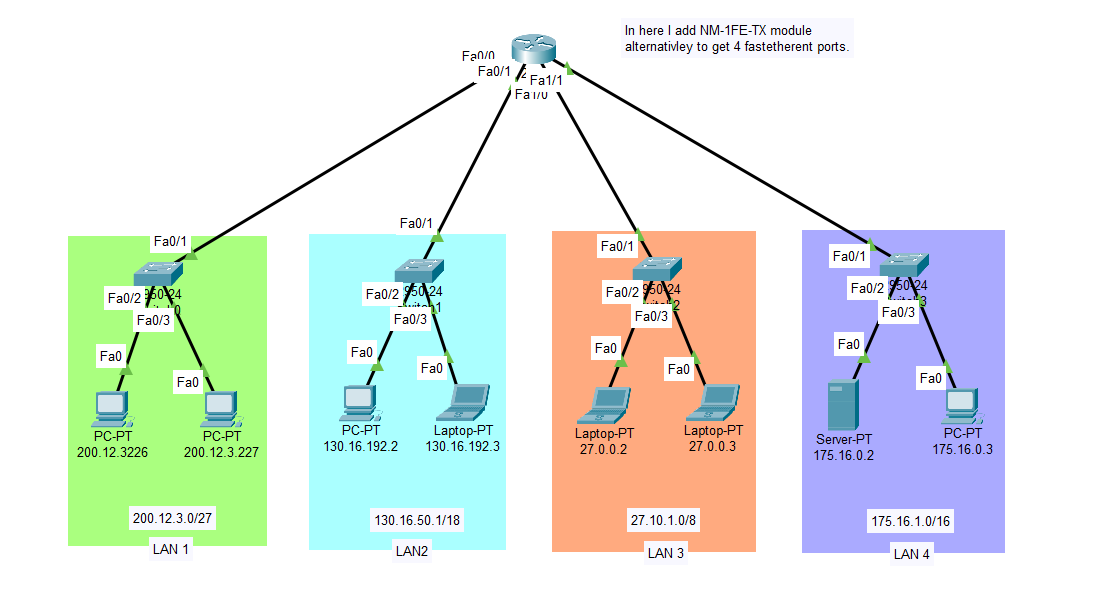 In here I add NM-1FE-TX module
alternativley to get 4 fastetherent ports.
Fa0/0
Fa0/1
Fa1/1
Fa1/0
Fa0/1
Fa0/1
Fa0/1
Fa0/1
950-24
Fa0/2
Fa0/3
950-24
Fa0/2
Fa0/3
950-24
Fa0/2
Fa0/3
950-24
Fa0/2
Fa0/3
Fa0
Fa0
Fa0
Fa0
Fa0
Fa0
Fa0
Fa0
PC-PT
200.12.3226
PC-PT
200.12.3.227
PC-PT
130.16.192.2
Laptop-PT
130.16.192.3
Laptop-PT
27.0.0.2
Laptop-PT
27.0.0.3
Server-PT
175.16.0.2
PC-PT
175.16.0.3
200.12.3.0/27
130.16.50.1/18
27.10.1.0/8
175.16.1.0/16
LAN 1
LAN2
LAN 3
LAN 4